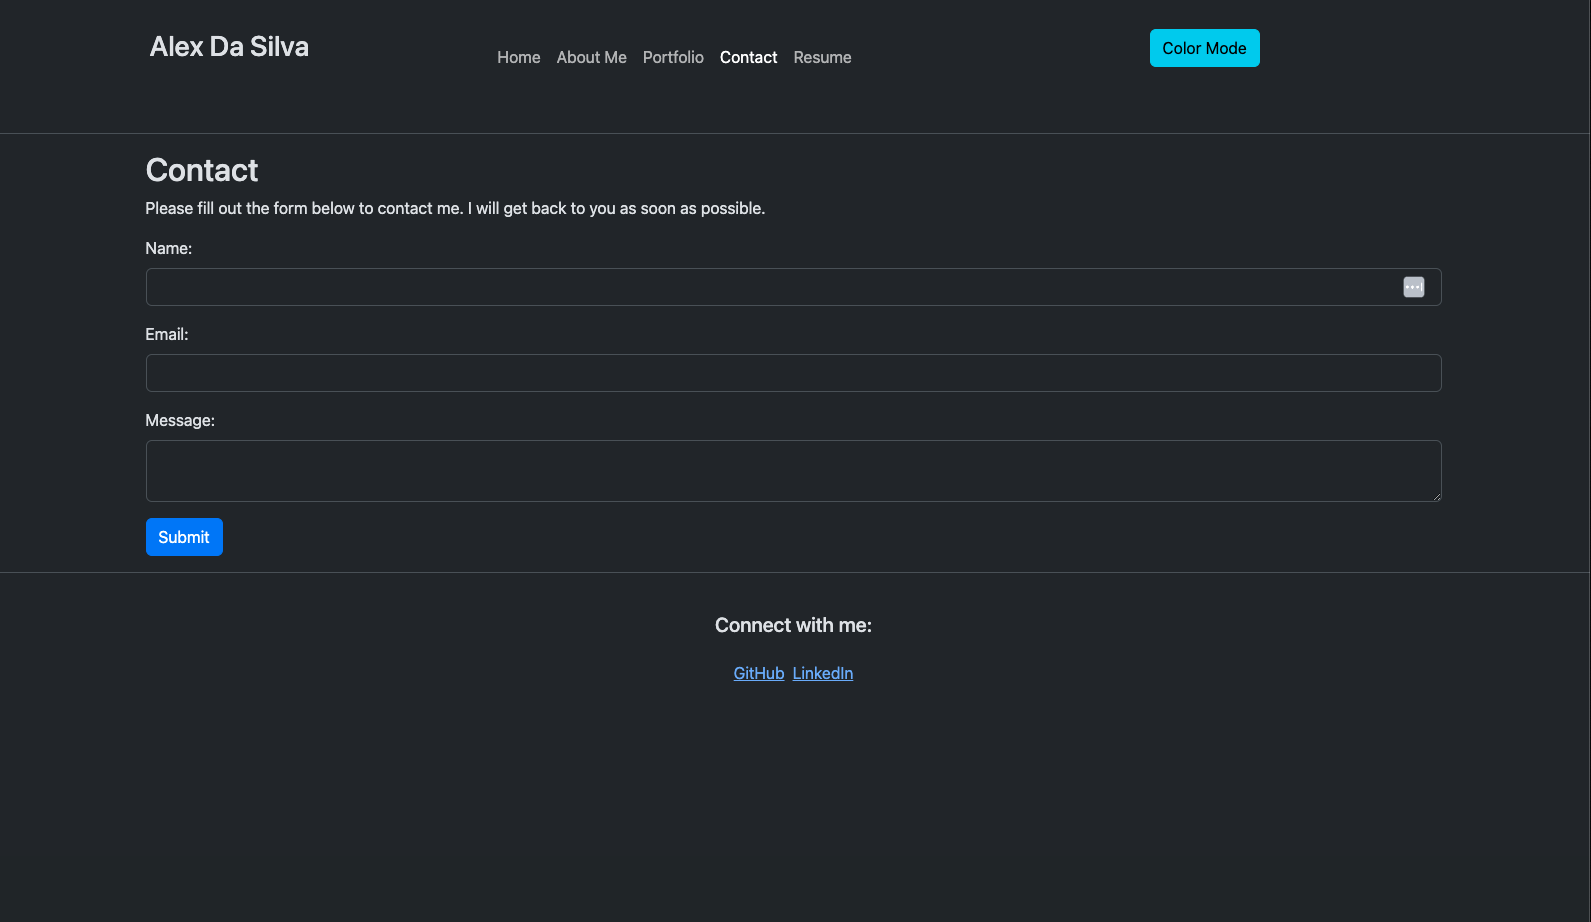 Alex Da Silva
Home About Me Portfolio Contact Resume
Color Mode
Contact
Please fill out the form below to contact me. I will get back to you as soon as possible.
Name:
Email:
Message:
Submit
Connect with me:
GitHub LinkedIn